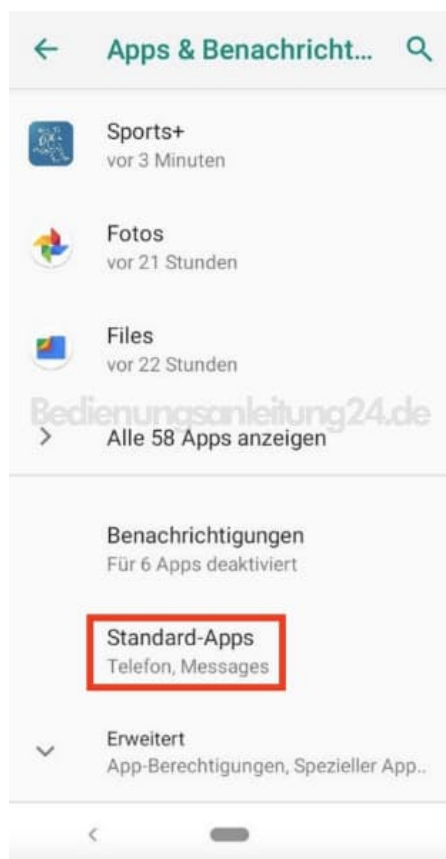 Apps & Benachricht...
Sports+
vor 3 Minuten
Fotos
vor 21 Stunden
Files
vor 22 Stunden
Bedienungsanleitung24.de
Alle 58 Apps anzeigen
Benachrichtigungen
Für 6 Apps deaktiviert
Standard-Apps
Telefon, Messages
Erweitert
App-Berechtigungen, Spezieller App..